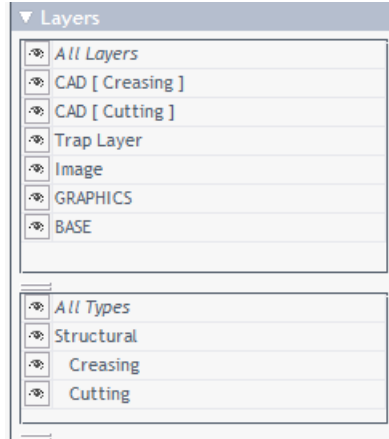 Layers
All Layers
CAD [ Creasing ]
CAD [ Cutting ]
Trap Layer
Image
GRAPHICS
BASE
All Types
Structural
Creasing
Cutting